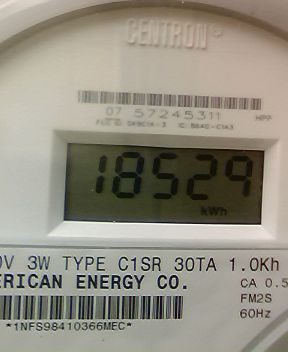 CENTRON®
07 57245311 HPP
18529
kWh
0V 3W TYPE C1SR 30TA 1.0Kh
ERICAN ENERGY CO. CA 0.5
FM2S
60Hz
*1NFS98410366MEC*